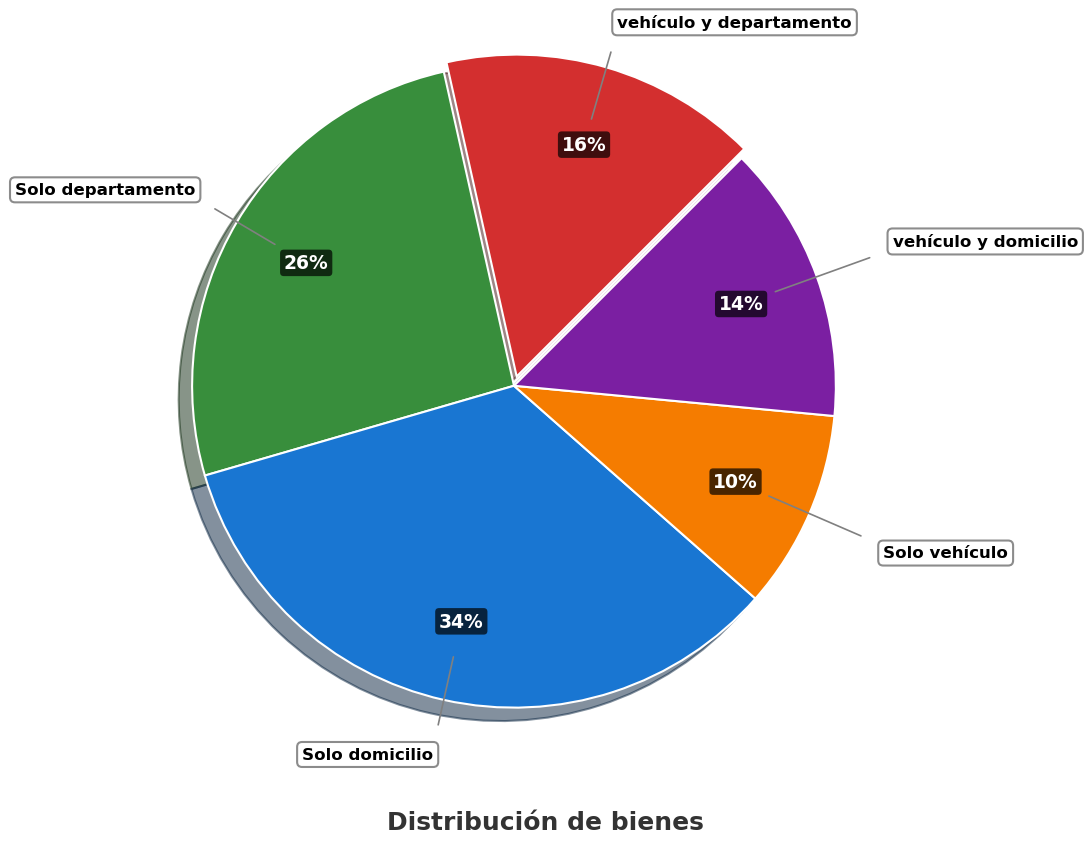 vehículo y departamento
16%
Solo departamento
26%
vehículo y domicilio
14%
10%
Solo vehículo
34%
Solo domicilio
Distribución de bienes